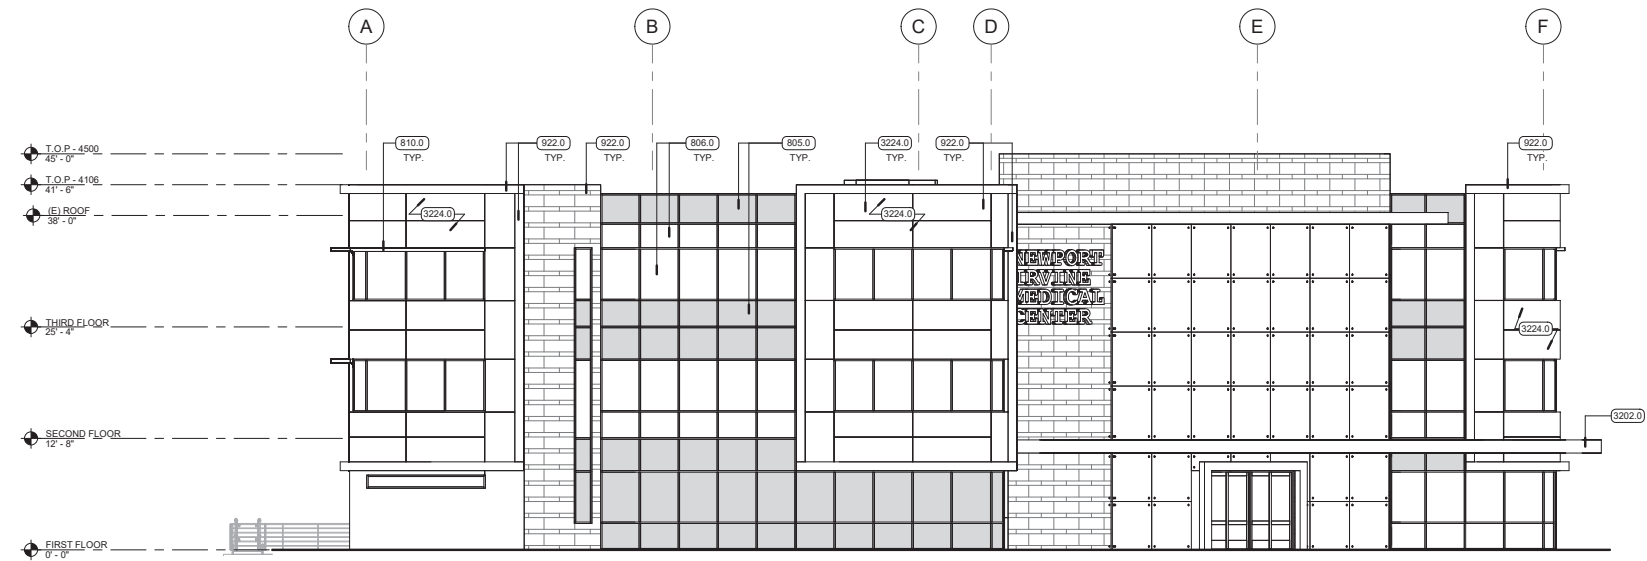 A
B
C
D
E
F
T.O.P - 4500
45' - 0"
T.O.P - 4106
41' - 6"
(E) ROOF
38' - 0"
THIRD FLOOR
25' - 4"
SECOND FLOOR
12' - 8"
FIRST FLOOR
0' - 0"
810.0
TYP.
922.0
TYP.
922.0
TYP.
806.0
TYP.
805.0
TYP.
3224.0
TYP.
922.0
TYP.
922.0
TYP.
3224.0
3224.0
NEWPORT
IRVINE
MEDICAL
CENTER
3224.0
3202.0